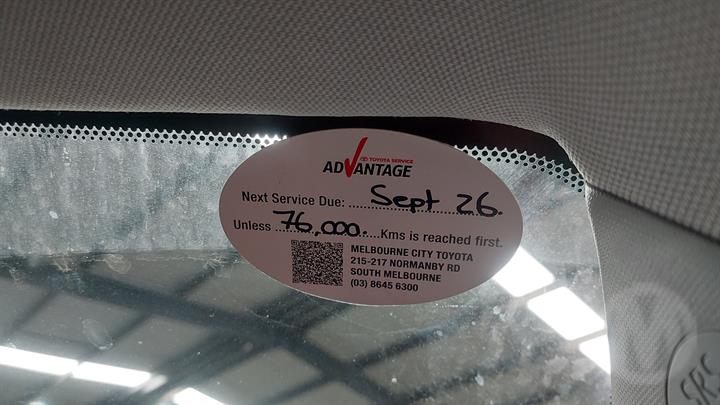 TOYOTA SERVICE
ADVANTAGE
Next Service Due: ........ Sept 26.
Unless 76,000. Kms is reached first.
MELBOURNE CITY TOYOTA
215-217 NORMANBY RD
SOUTH MELBOURNE
(03) 8645 6300
SRS